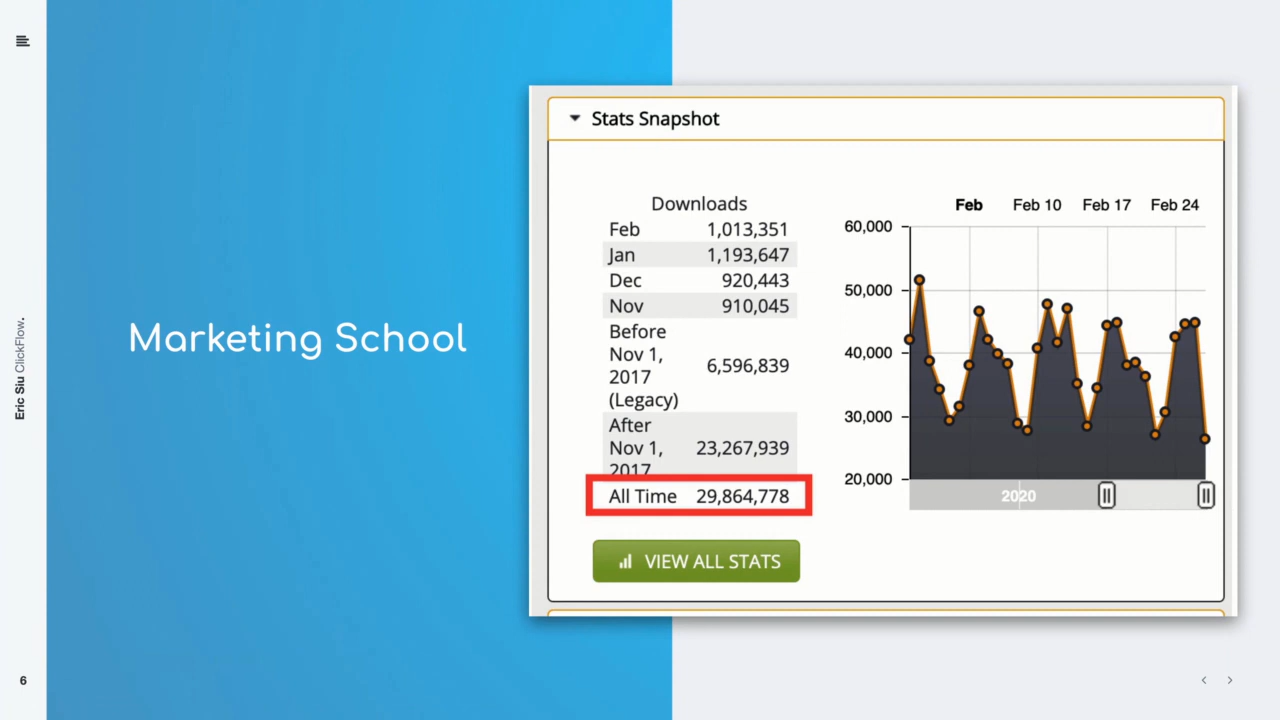 Eric Siu ClickFlow.
6
Marketing School
Stats Snapshot
Downloads
Feb 1,013,351
Jan 1,193,647
Dec 920,443
Nov 910,045
Before
Nov 1,
2017 6,596,839
(Legacy)
After
Nov 1, 23,267,939
2017
All Time 29,864,778
VIEW ALL STATS
Feb Feb 10 Feb 17 Feb 24
60,000
50,000
40,000
30,000
20,000
2020